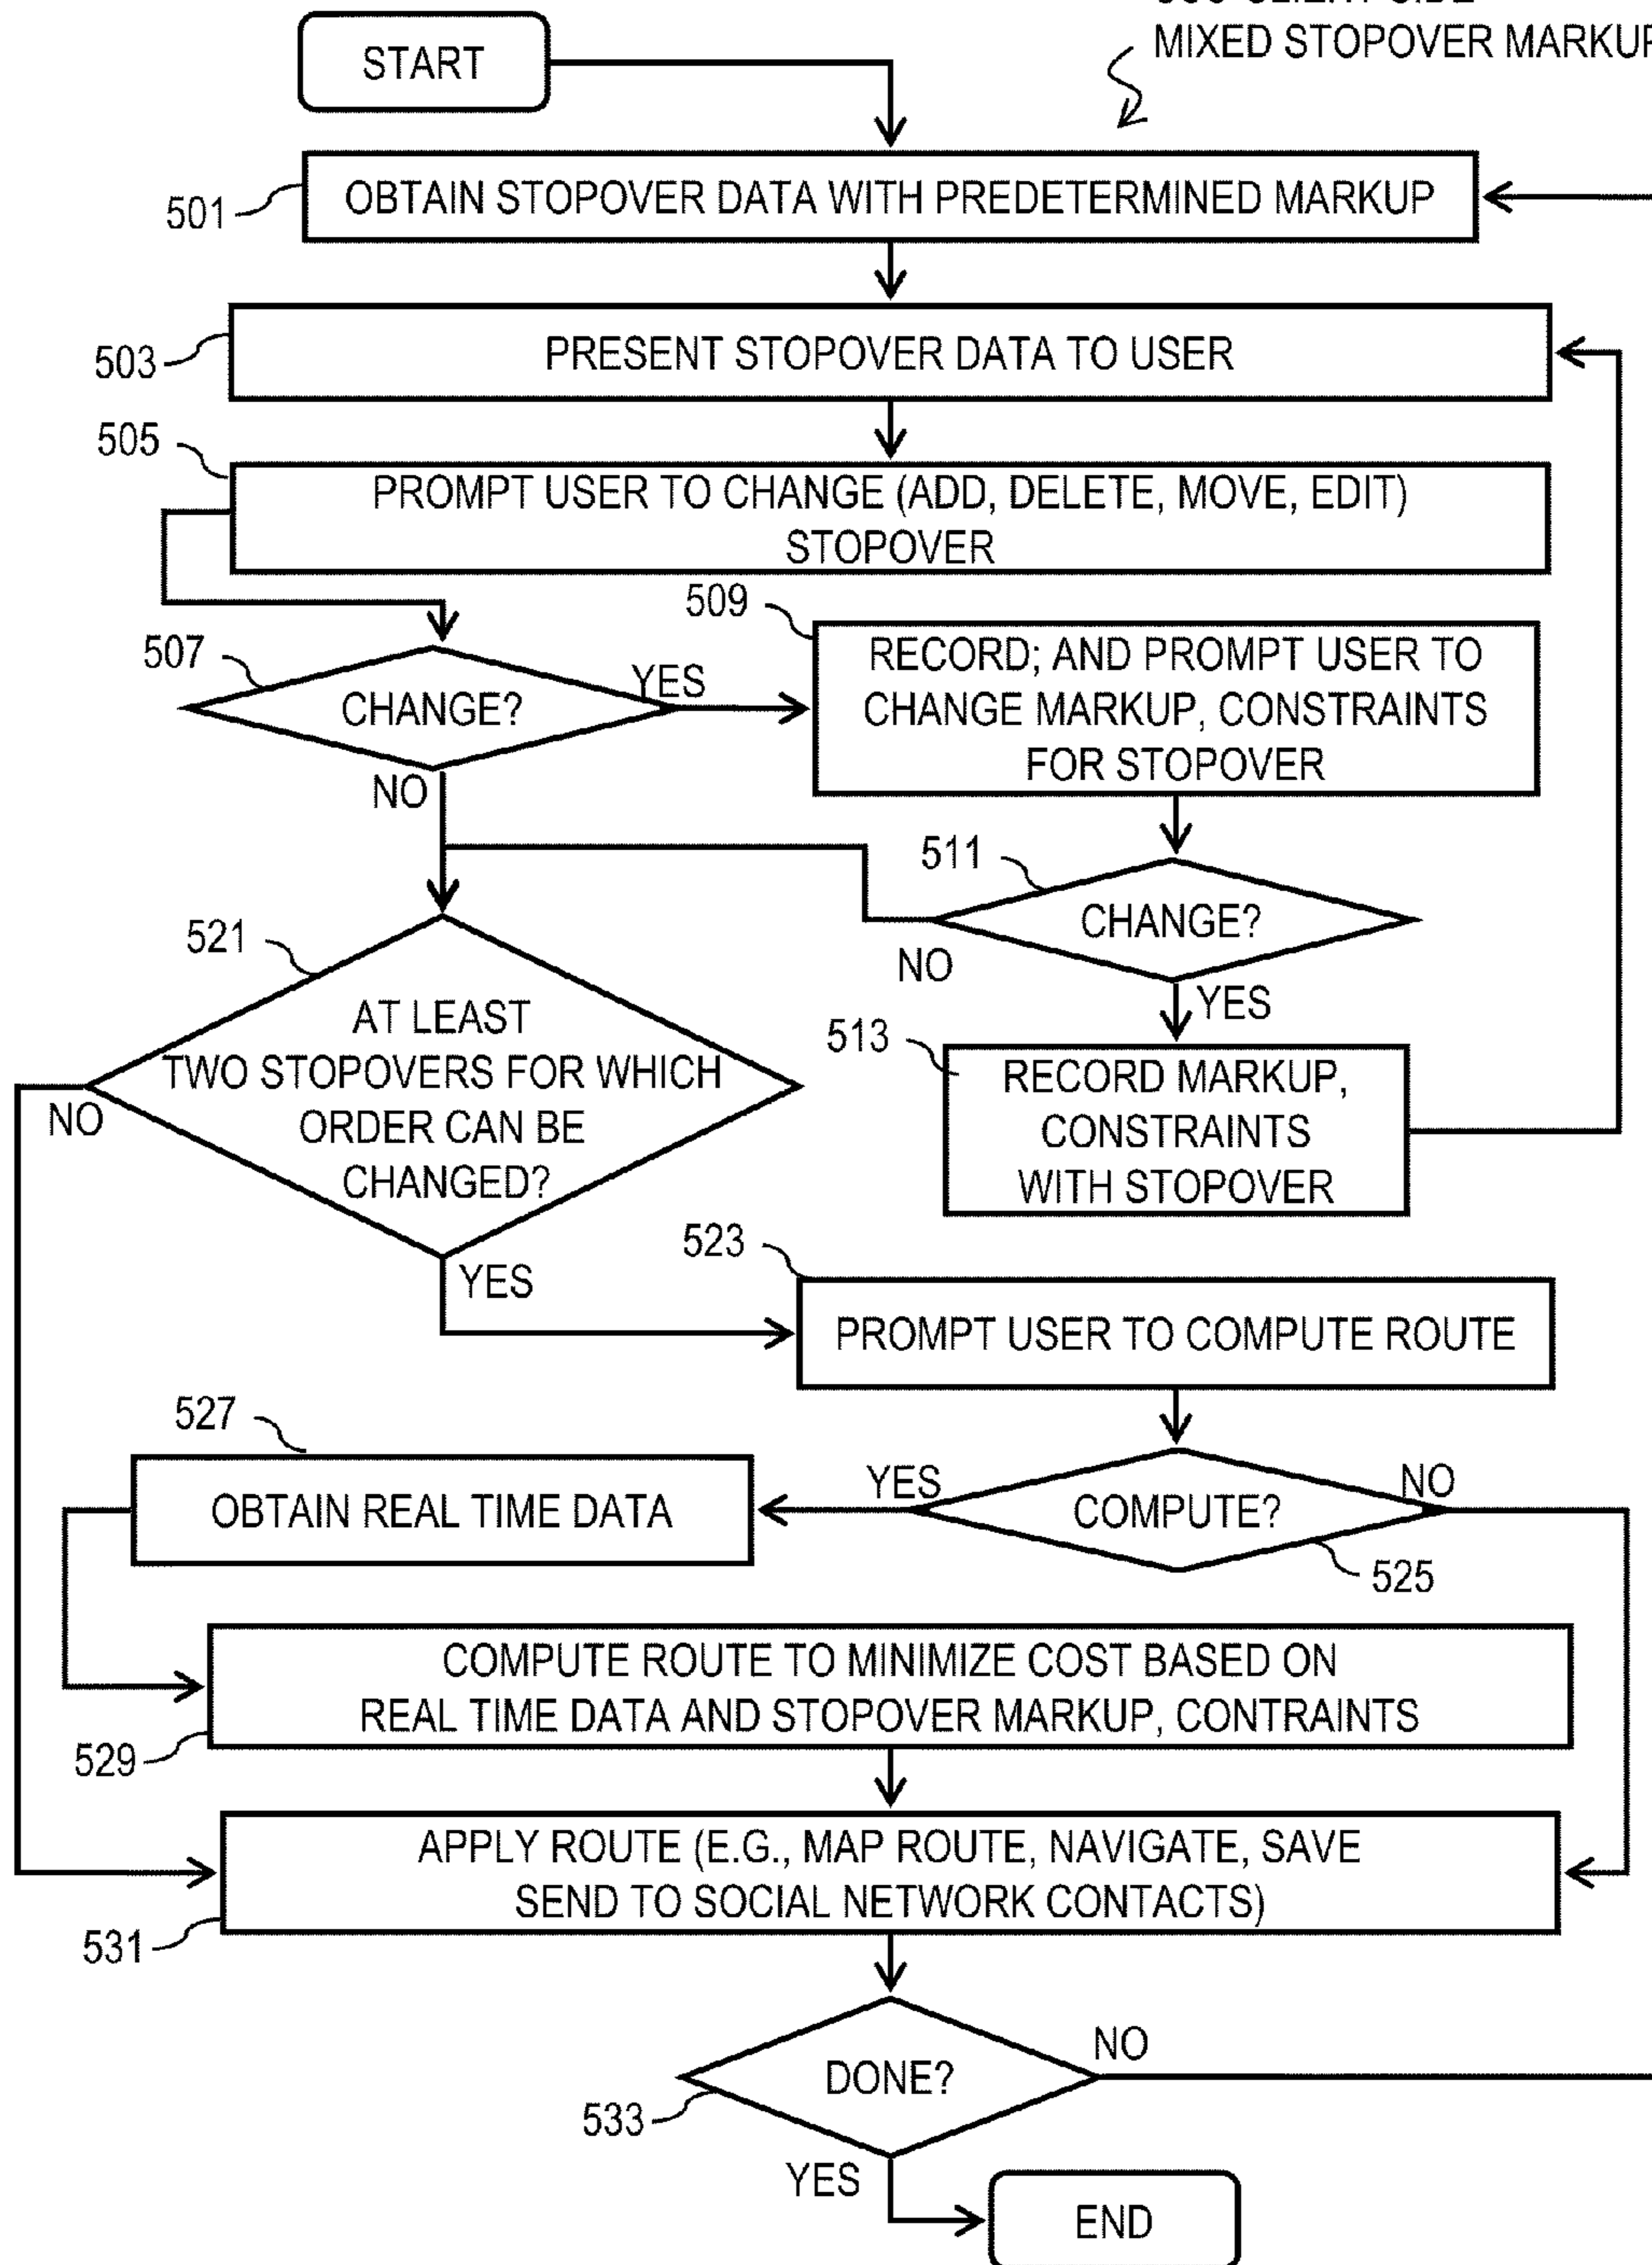 MIXED STOPOVER MARKUP
START
501
OBTAIN STOPOVER DATA WITH PREDETERMINED MARKUP
503
PRESENT STOPOVER DATA TO USER
505
PROMPT USER TO CHANGE (ADD, DELETE, MOVE, EDIT)
STOPOVER
507
CHANGE?
YES
NO
509
RECORD; AND PROMPT USER TO
CHANGE MARKUP, CONSTRAINTS
FOR STOPOVER
511
CHANGE?
NO
YES
513
RECORD MARKUP,
CONSTRAINTS
WITH STOPOVER
521
AT LEAST
TWO STOPOVERS FOR WHICH
ORDER CAN BE
CHANGED?
NO
YES
523
PROMPT USER TO COMPUTE ROUTE
525
COMPUTE?
YES
NO
527
OBTAIN REAL TIME DATA
529
COMPUTE ROUTE TO MINIMIZE COST BASED ON
REAL TIME DATA AND STOPOVER MARKUP, CONTRAINTS
531
APPLY ROUTE (E.G., MAP ROUTE, NAVIGATE, SAVE
SEND TO SOCIAL NETWORK CONTACTS)
533
DONE?
NO
YES
END